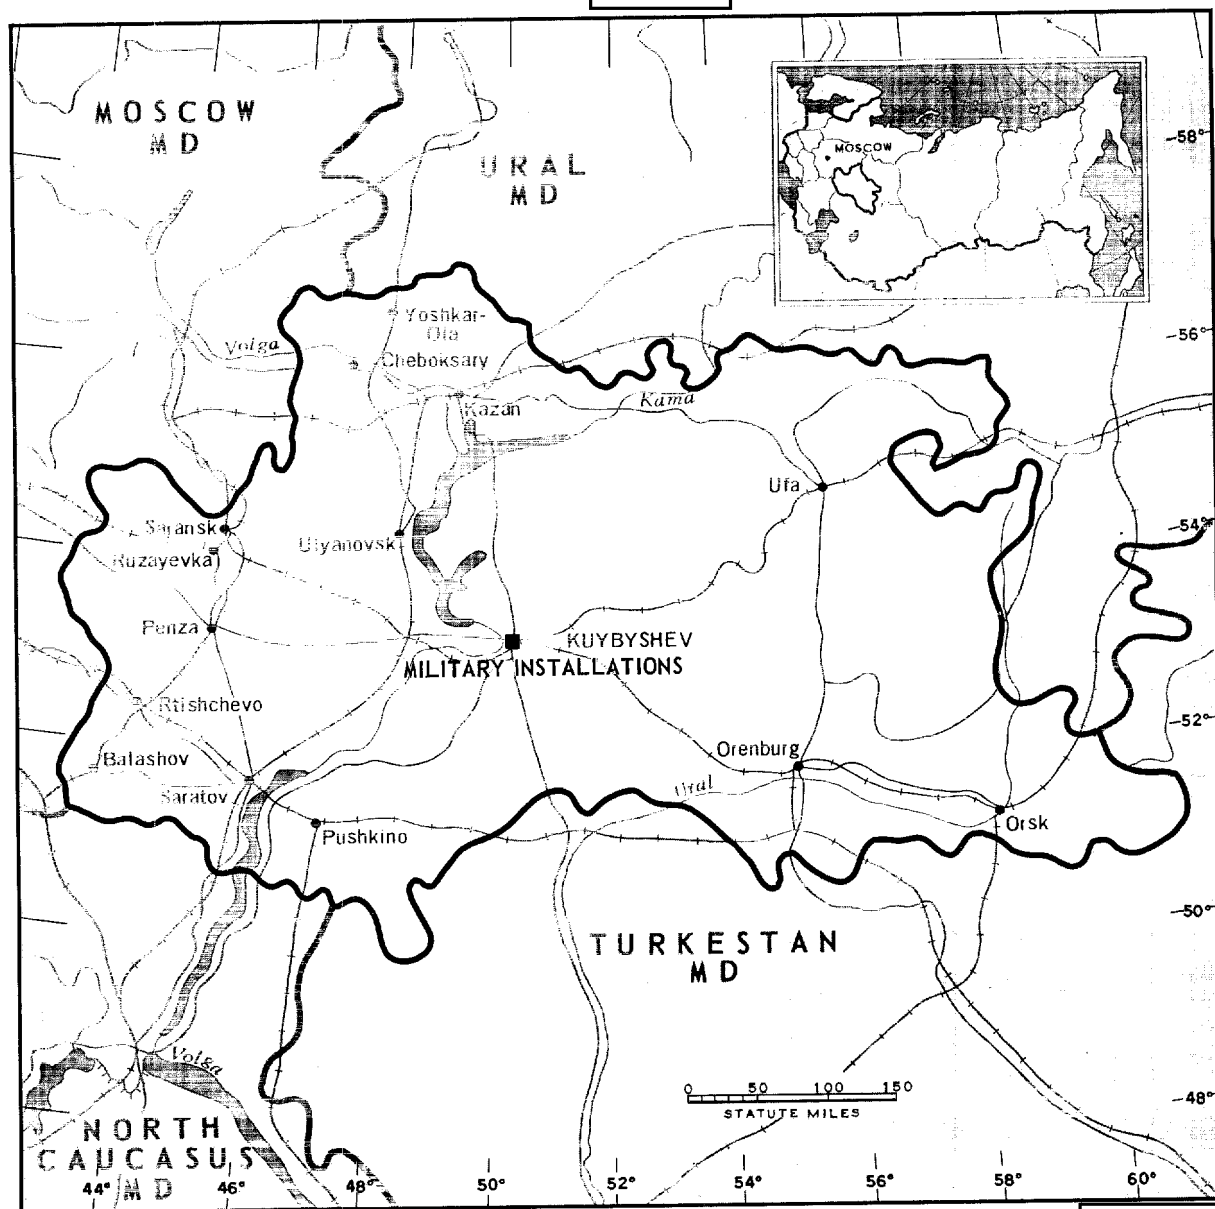 MOSCOW
MD
URAL
MD
MOSCOW
58°
56°
54°
52°
50°
48°
Yoshkar-
Ola
Volga
Cheboksary
Kazan
Kama
Ufa
Saransk
Ruzayevka
Ulyanovsk
Penza
KUYBYSHEV
MILITARY INSTALLATIONS
Rtishchevo
Balashov
Saratov
Orenburg
Ural
Orsk
Pushkino
TURKESTAN
MD
Volga
0 50 100 150
STATUTE MILES
NORTH
CAUCASUS
MD
44° 46° 48° 50° 52° 54° 56° 58° 60°